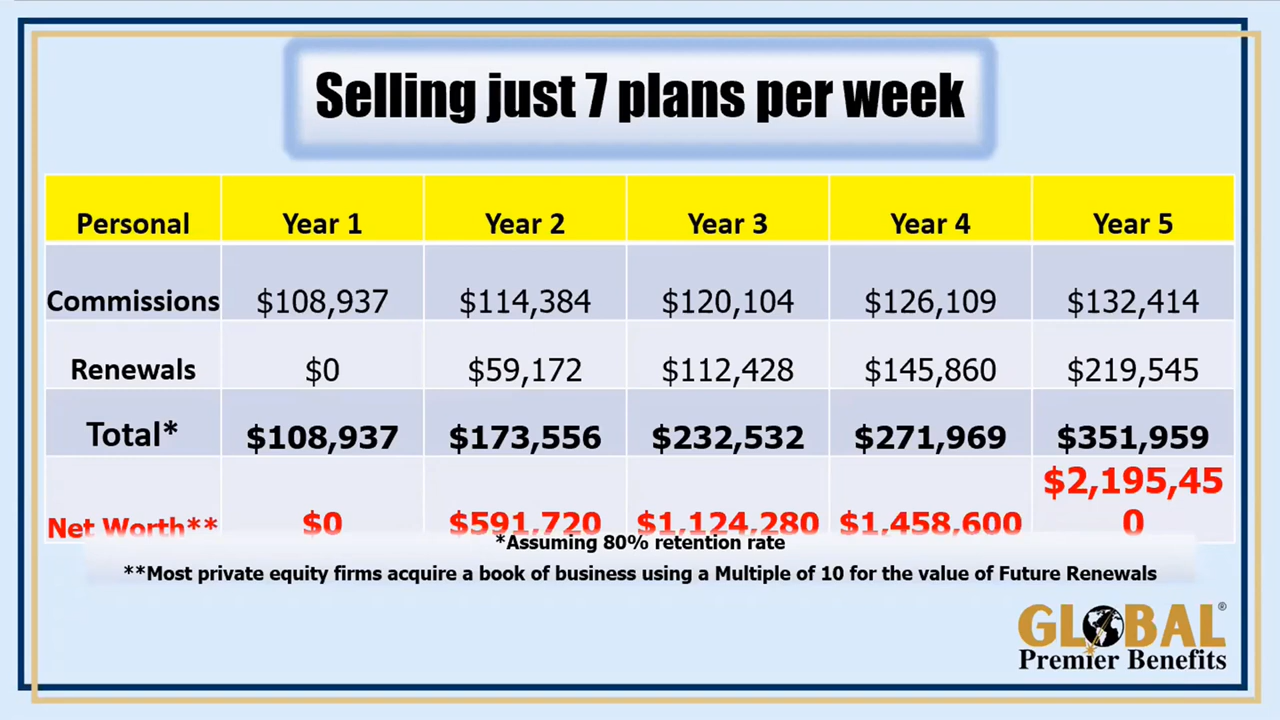 Selling just 7 plans per week
Personal Year 1 Year 2 Year 3 Year 4 Year 5
Commissions $108,937 $114,384 $120,104 $126,109 $132,414
Renewals $0 $59,172 $112,428 $145,860 $219,545
Total* $108,937 $173,556 $232,532 $271,969 $351,959
Net Worth** $0 $591,720 $1,124,280 $1,458,600 $2,195,45
0
*Assuming 80% retention rate
**Most private equity firms acquire a book of business using a Multiple of 10 for the value of Future Renewals
GLOBAL®
Premier Benefits